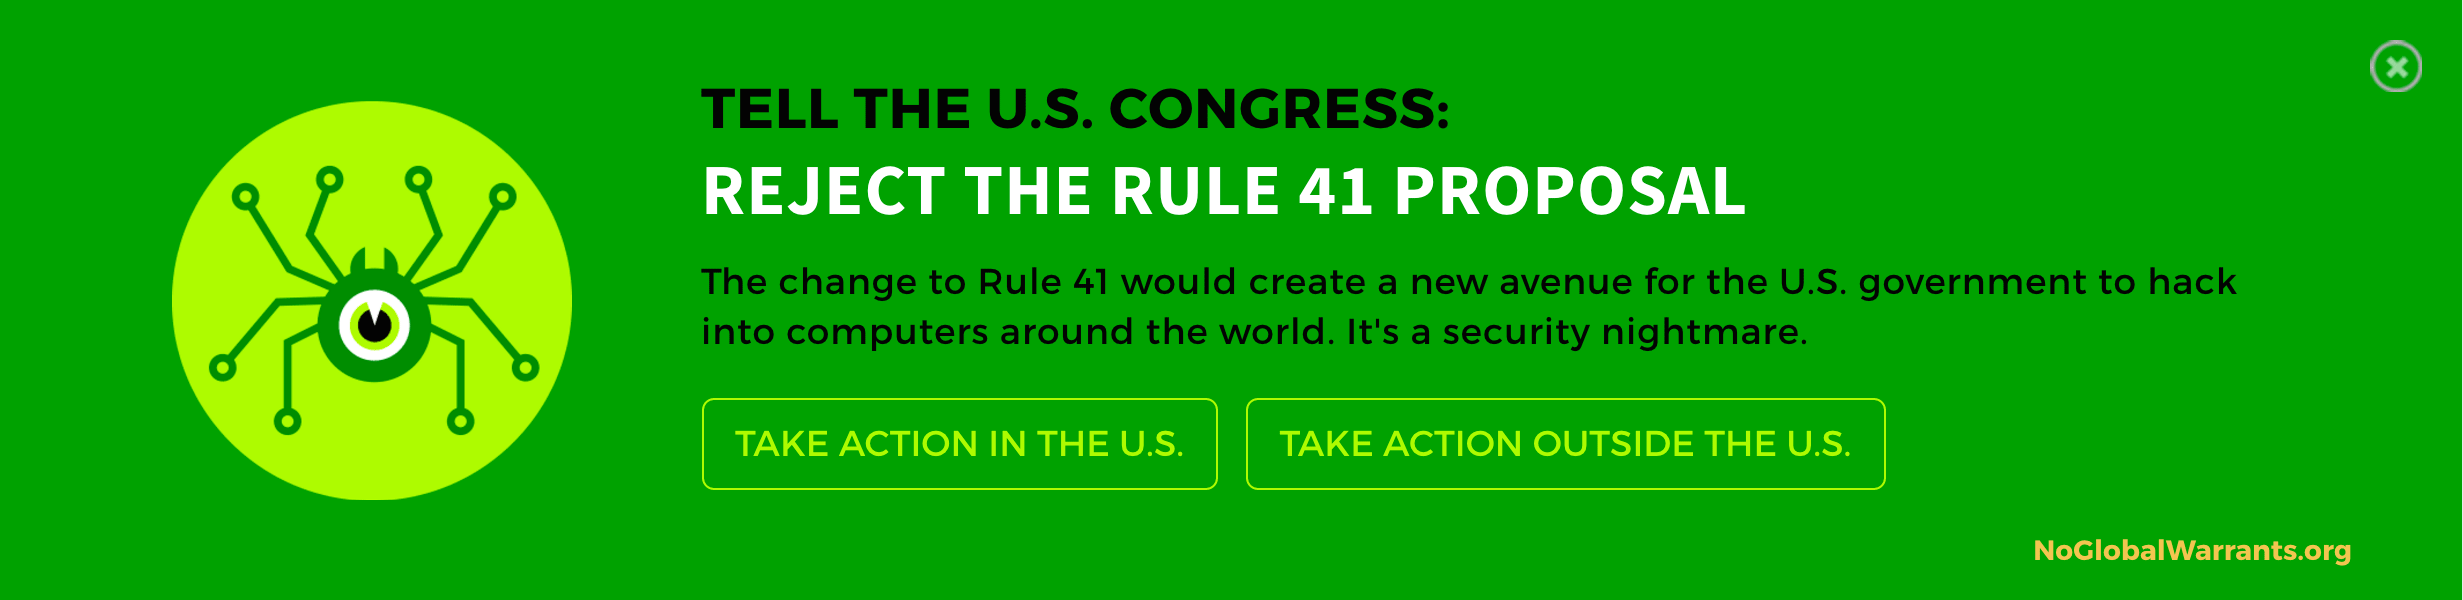 TELL THE U.S. CONGRESS:
REJECT THE RULE 41 PROPOSAL
The change to Rule 41 would create a new avenue for the U.S. government to hack
into computers around the world. It's a security nightmare.
TAKE ACTION IN THE U.S.
TAKE ACTION OUTSIDE THE U.S.
NoGlobalWarrants.org